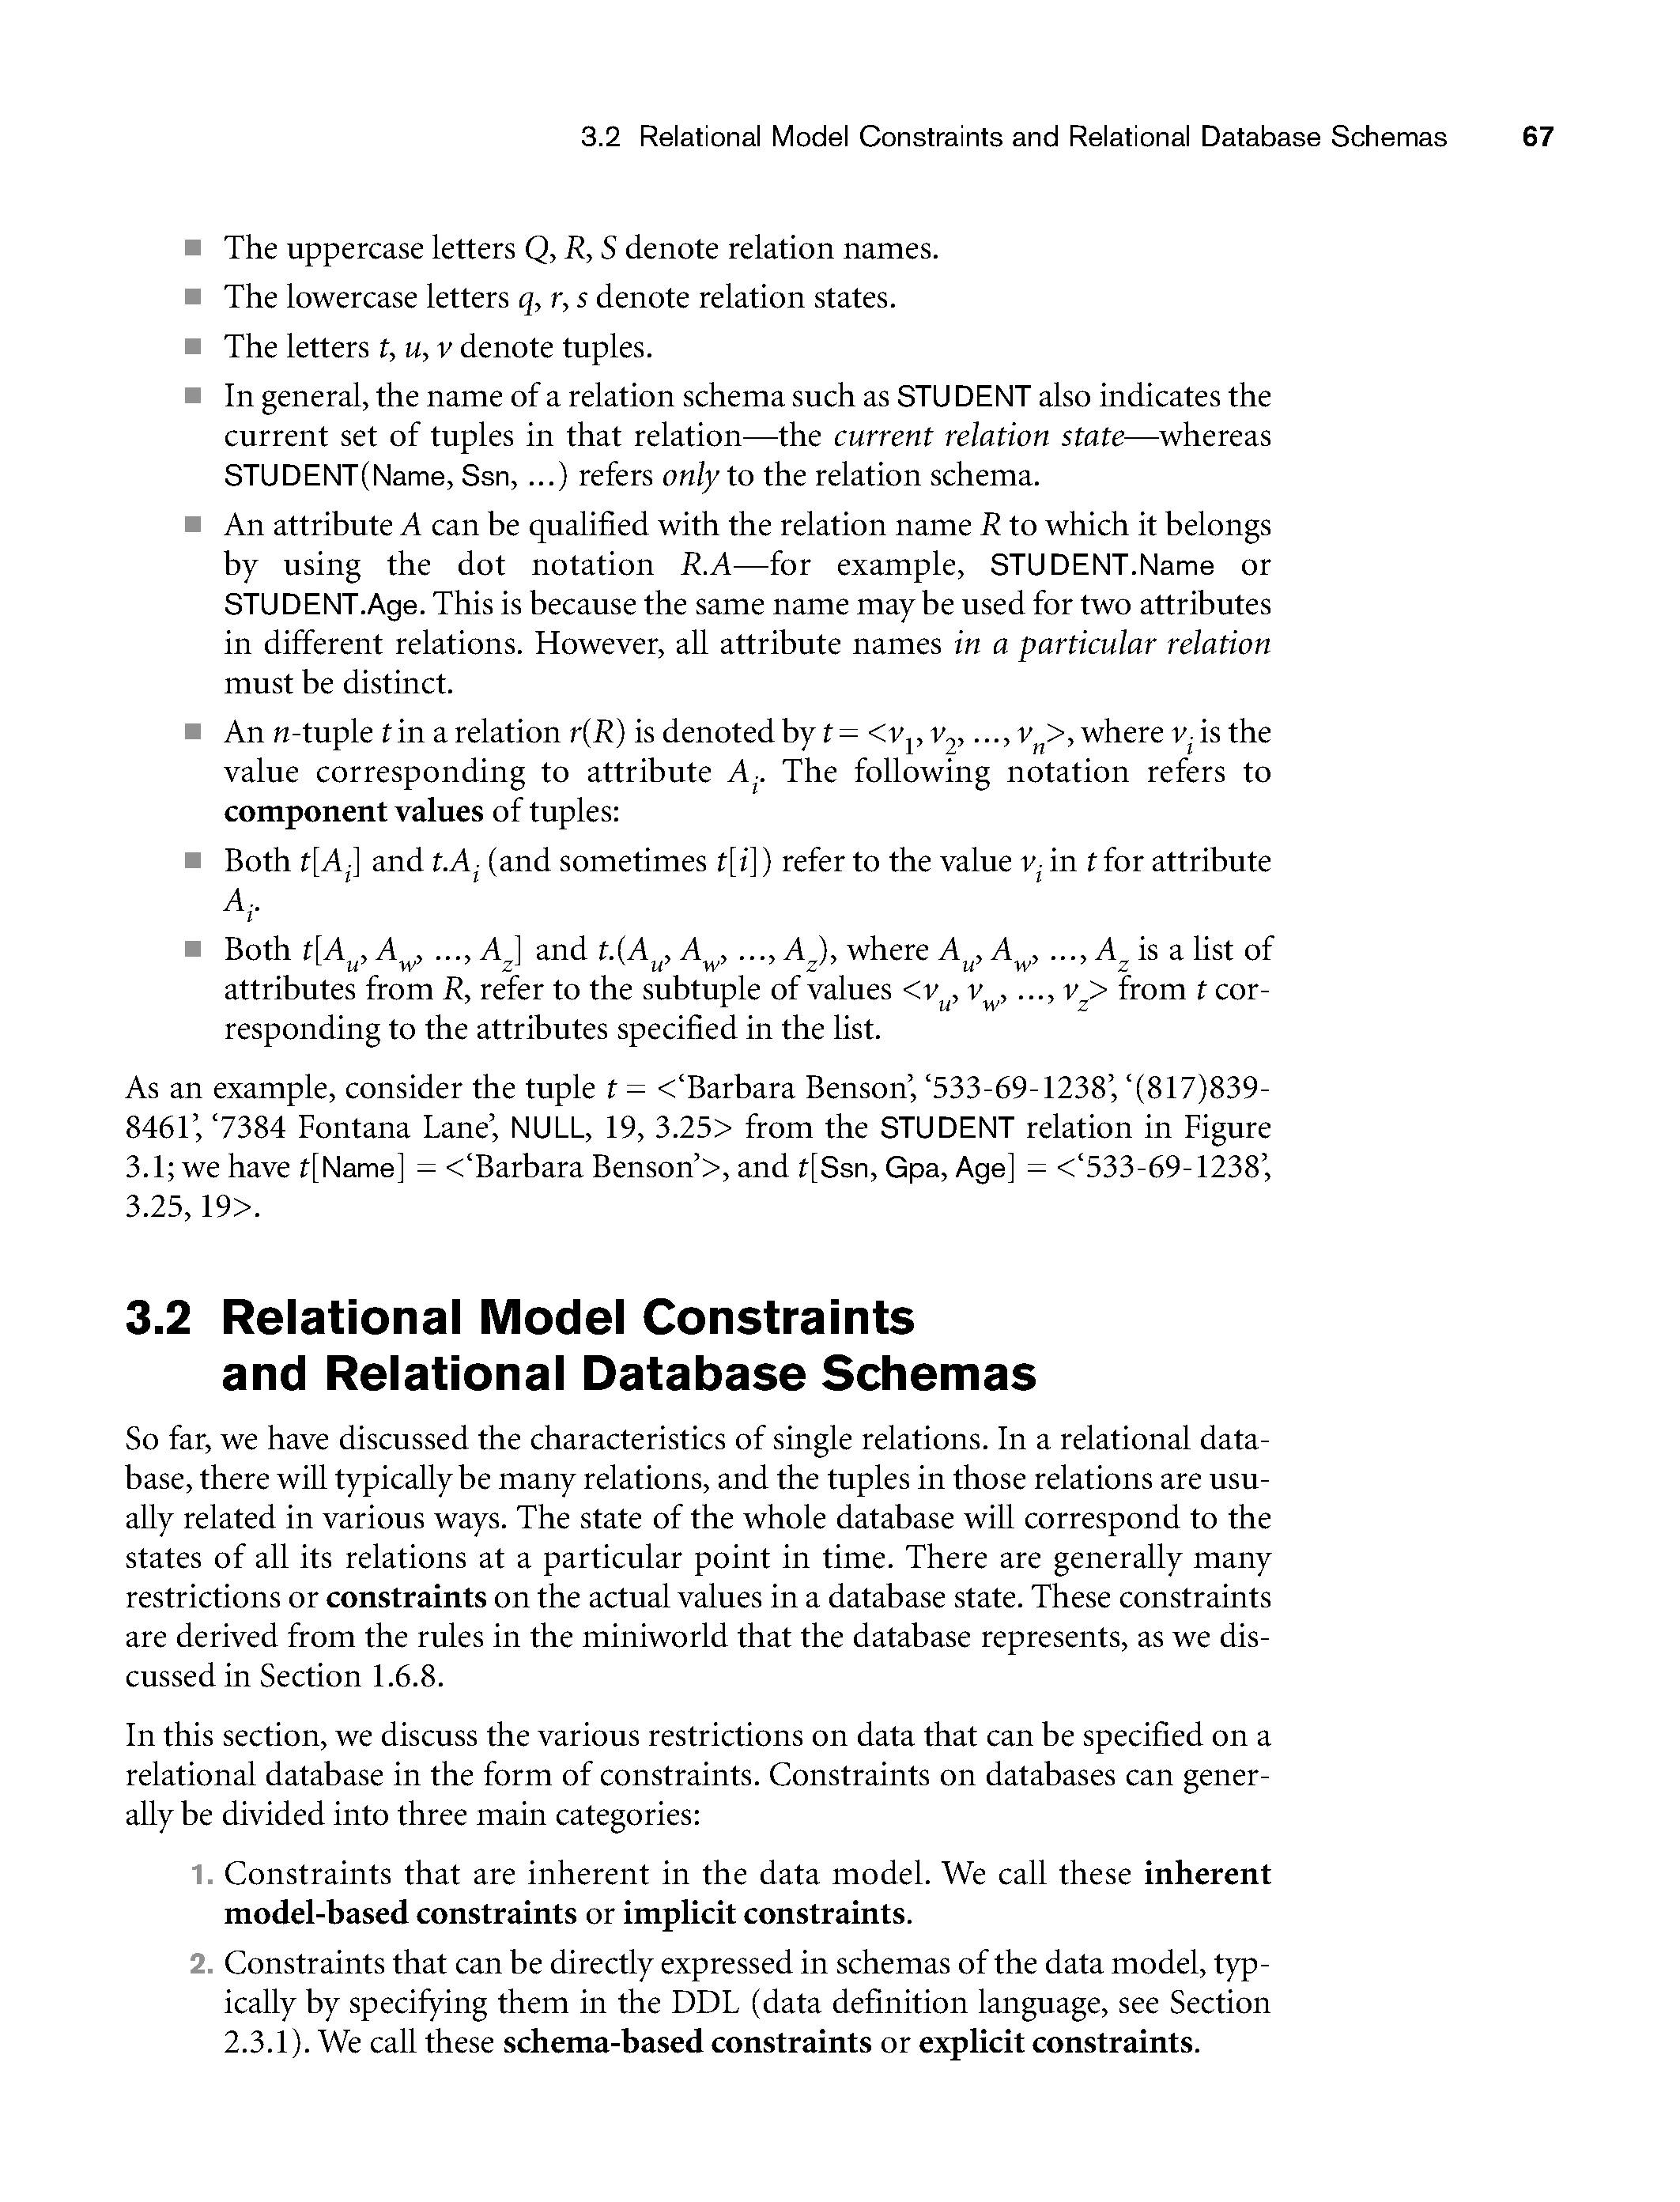 3.2 Relational Model Constraints and Relational Database Schemas 67
■ The uppercase letters Q, R, S denote relation names.
■ The lowercase letters q, r, s denote relation states.
■ The letters t, u, v denote tuples.
■ In general, the name of a relation schema such as STUDENT also indicates the
current set of tuples in that relation—the current relation state—whereas
STUDENT(Name, Ssn, ...) refers only to the relation schema.
■ An attribute A can be qualified with the relation name R to which it belongs
by using the dot notation R.A—for example, STUDENT.Name or
STUDENT.Age. This is because the same name may be used for two attributes
in different relations. However, all attribute names in a particular relation
must be distinct.
■ An n-tuple t in a relation r(R) is denoted by t = <v₁, v₂, ..., vₙ>, where vᵢ is the
value corresponding to attribute Aᵢ. The following notation refers to
component values of tuples:
■ Both t[Aᵢ] and t.Aᵢ (and sometimes t[i]) refer to the value vᵢ in t for attribute
Aᵢ.
■ Both t[A_u, A_w, ..., A_z] and t.(A_u, A_w, ..., A_z), where A_u, A_w, ..., A_z is a list of
attributes from R, refer to the subtuple of values <v_u, v_w, ..., v_z> from t cor-
responding to the attributes specified in the list.
As an example, consider the tuple t = <‘Barbara Benson’, ‘533-69-1238’, ‘(817)839-
8461’, ‘7384 Fontana Lane’, NULL, 19, 3.25> from the STUDENT relation in Figure
3.1; we have t[Name] = <‘Barbara Benson’>, and t[Ssn, Gpa, Age] = <‘533-69-1238’,
3.25, 19>.
3.2 Relational Model Constraints
and Relational Database Schemas
So far, we have discussed the characteristics of single relations. In a relational data-
base, there will typically be many relations, and the tuples in those relations are usu-
ally related in various ways. The state of the whole database will correspond to the
states of all its relations at a particular point in time. There are generally many
restrictions or constraints on the actual values in a database state. These constraints
are derived from the rules in the miniworld that the database represents, as we dis-
cussed in Section 1.6.8.
In this section, we discuss the various restrictions on data that can be specified on a
relational database in the form of constraints. Constraints on databases can gener-
ally be divided into three main categories:
1. Constraints that are inherent in the data model. We call these inherent
model-based constraints or implicit constraints.
2. Constraints that can be directly expressed in schemas of the data model, typ-
ically by specifying them in the DDL (data definition language, see Section
2.3.1). We call these schema-based constraints or explicit constraints.